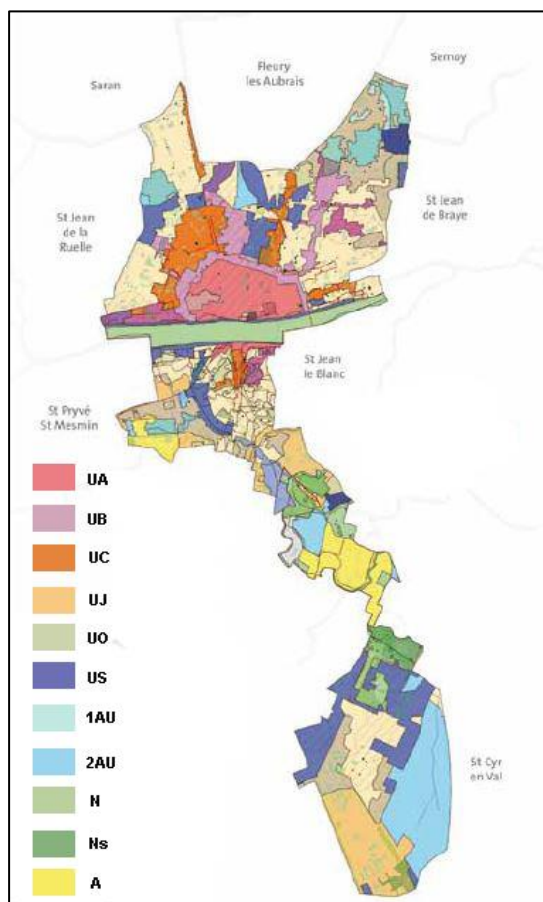 Fleury
les Aubrais
Semoy
Saran
St Jean
de la
Ruelle
St Jean
de Braye
St Jean
le Blanc
St Pryvé
St Mesmin
St Cyr
en Val
UA
UB
UC
UJ
UO
US
1AU
2AU
N
Ns
A